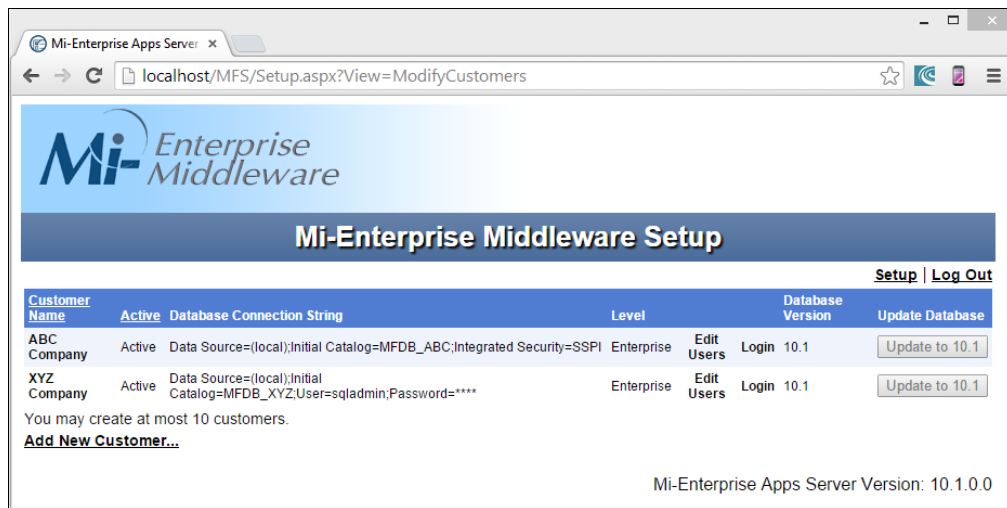 Mi-Enterprise Apps Server
localhost/MFS/Setup.aspx?View=ModifyCustomers
Mi- Enterprise
Middleware
Mi-Enterprise Middleware Setup
Setup | Log Out
Customer Name Active Database Connection String Level Database Version Update Database
ABC Company Active Data Source=(local);Initial Catalog=MFDB_ABC;Integrated Security=SSPI Enterprise Edit Users Login 10.1 Update to 10.1
XYZ Company Active Data Source=(local);Initial Catalog=MFDB_XYZ;User=sqladmin;Password=**** Enterprise Edit Users Login 10.1 Update to 10.1
You may create at most 10 customers.
Add New Customer...
Mi-Enterprise Apps Server Version: 10.1.0.0